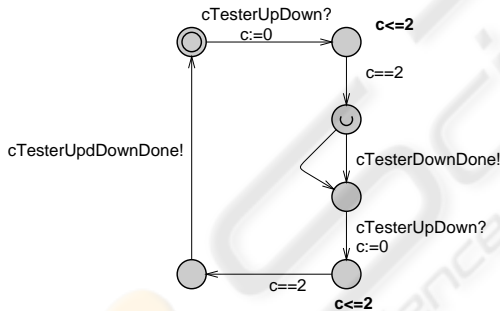 cTesterUpDown?
c:=0
c<=2
c==2
cTesterUpdDownDone!
cTesterDownDone!
cTesterUpDown?
c:=0
c==2
c<=2